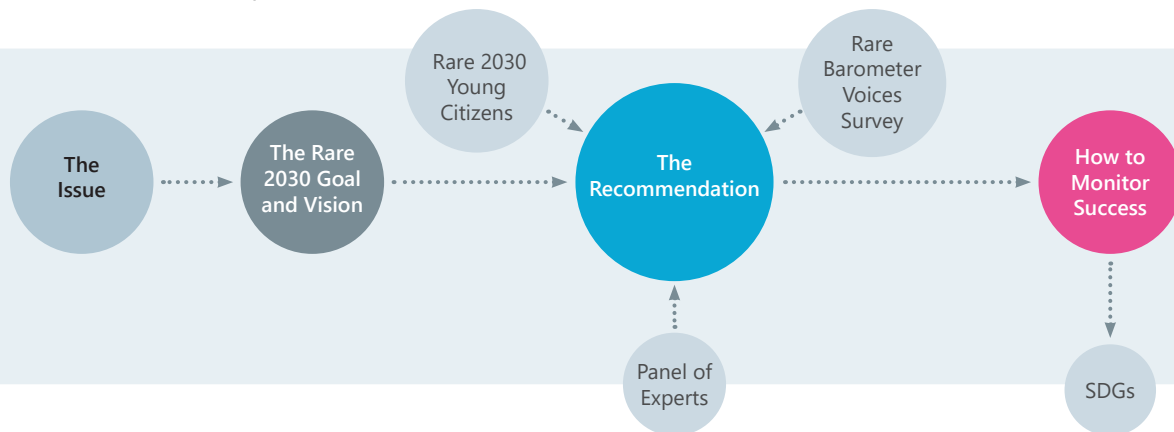 The
Issue
The Rare
2030 Goal
and Vision
Rare 2030
Young
Citizens
The
Recommendation
Rare
Barometer
Voices
Survey
Panel of
Experts
How to
Monitor
Success
SDGs